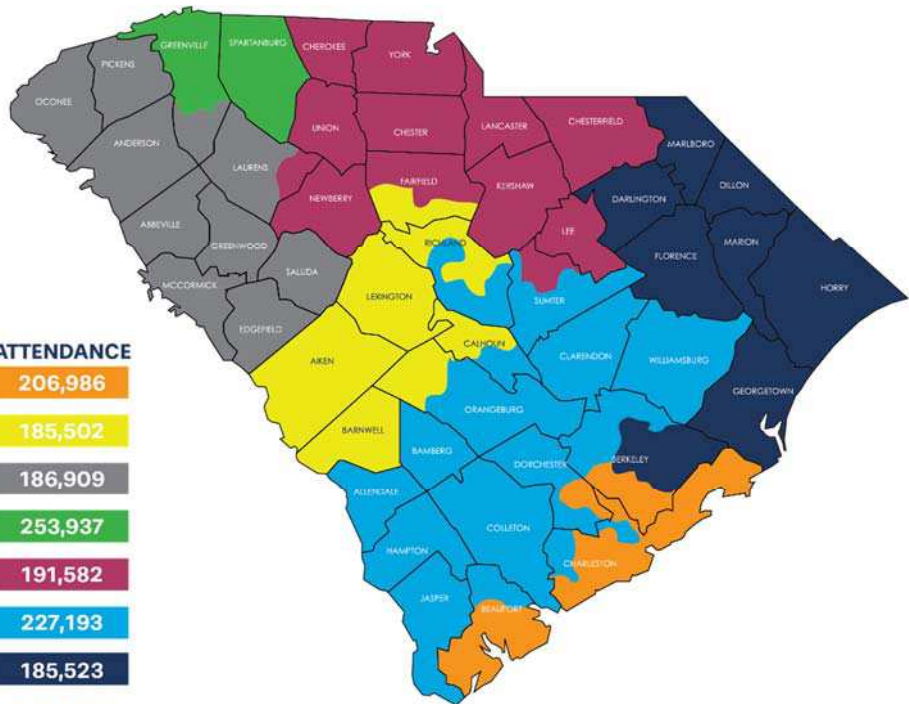 GREENVILLE
SPARTANBURG
CHEROKEE
YORK
PICKENS
OCONEE
ANDERSON
LAURENS
UNION
CHESTER
LANCASTER
CHESTERFIELD
MARLBORO
DILLON
ABBEVILLE
GREENWOOD
NEWBERRY
FAIRFIELD
KERSHAW
LEE
DARLINGTON
MARION
HORRY
FLORENCE
MCCORMICK
SALUDA
RICHLAND
LEXINGTON
SUMTER
EDGEFIELD
AIKEN
CALHOUN
CLARENDON
WILLIAMSBURG
GEORGETOWN
ORANGEBURG
BARNWELL
BAMBERG
DORCHESTER
BERKELEY
ALLENDALE
HAMPTON
COLLETON
CHARLESTON
JASPER
BEAUFORT
ATTENDANCE
206,986
185,502
186,909
253,937
191,582
227,193
185,523